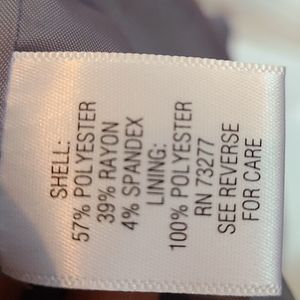 SHELL:
57% POLYESTER
39% RAYON
4% SPANDEX
LINING:
100% POLYESTER
RN 73277
SEE REVERSE
FOR CARE